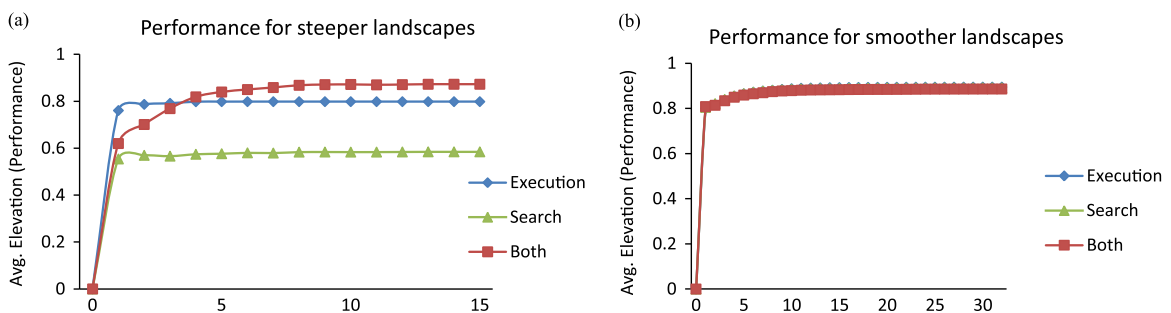 (a)
Performance for steeper landscapes
Avg. Elevation (Performance)
1
0.8
0.6
0.4
0.2
0
0
5
10
15
Execution
Search
Both
(b)
Performance for smoother landscapes
Avg. Elevation (Performance)
1
0.8
0.6
0.4
0.2
0
0
5
10
15
20
25
30
Execution
Search
Both